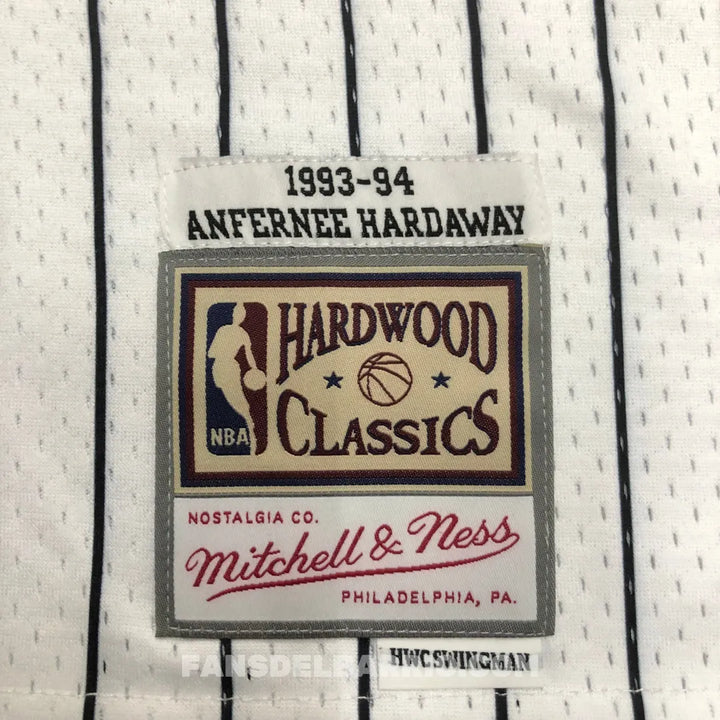 1993-94
ANFERNEE HARDAWAY
HARDWOOD
CLASSICS
NBA
NOSTALGIA CO.
Mitchell & Ness
PHILADELPHIA, PA.
HWC SWINGMAN